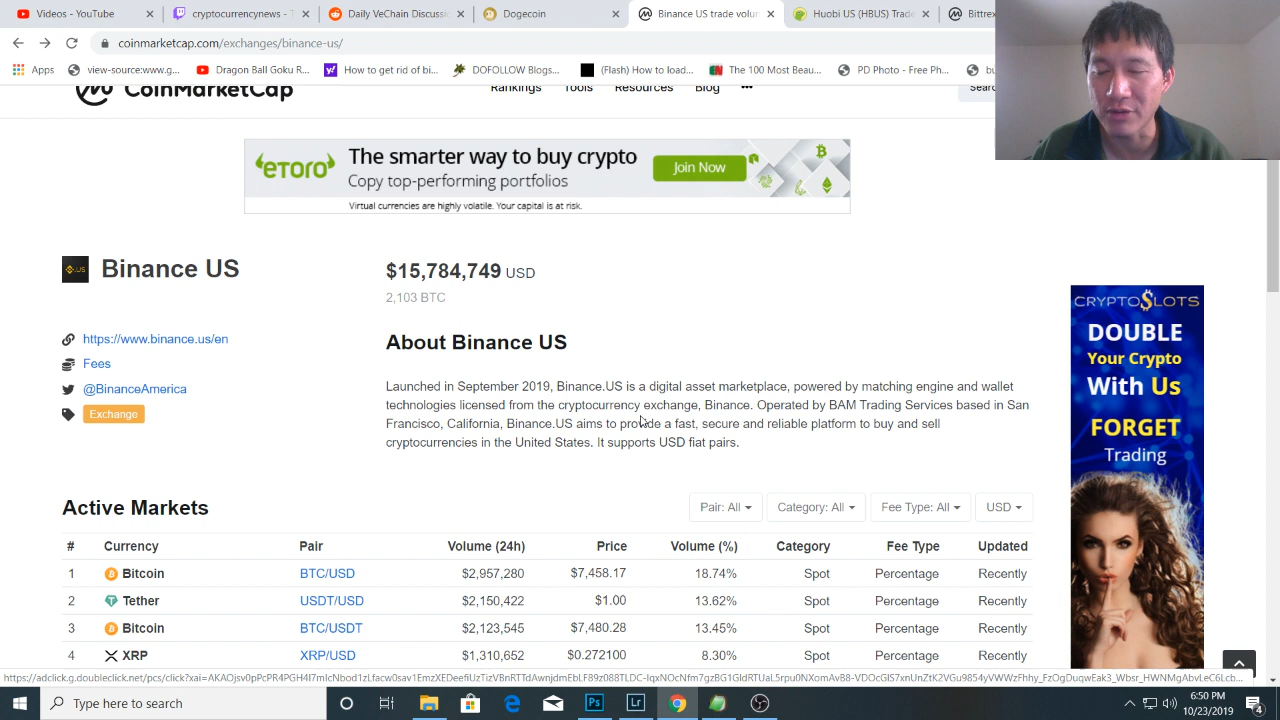 YouTube
cryptocurrencynews - T
Daily VeChain Discussi
Dogecoin
Binance US trade volu
Huobi US (HBUS) Trade
Bittrex
coinmarketcap.com/exchanges/binance-us/
Apps
view-source:www.g...
Dragon Ball Goku R...
How to get rid of bi...
DOFOLLOW Blogs...
(Flash) How to load...
The 100 Most Beau...
PD Photo - Free Ph...
bu
CoinMarketCap
Rankings
Tools
Resources
Blog
Searc
etoro
The smarter way to buy crypto
Copy top-performing portfolios
Join Now
Virtual currencies are highly volatile. Your capital is at risk.
.US
Binance US
$15,784,749 USD
2,103 BTC
https://www.binance.us/en
Fees
@BinanceAmerica
Exchange
About Binance US
Launched in September 2019, Binance.US is a digital asset marketplace, powered by matching engine and wallet
technologies licensed from the cryptocurrency exchange, Binance. Operated by BAM Trading Services based in San
Francisco, California, Binance.US aims to provide a fast, secure and reliable platform to buy and sell
cryptocurrencies in the United States. It supports USD fiat pairs.
CRYPTOSLOTS
DOUBLE
Your Crypto
With Us
FORGET
Trading
Active Markets
Pair: All
Category: All
Fee Type: All
USD
# Currency Pair Volume (24h) Price Volume (%) Category Fee Type Updated
1 Bitcoin BTC/USD $2,957,280 $7,458.17 18.74% Spot Percentage Recently
2 Tether USDT/USD $2,150,422 $1.00 13.62% Spot Percentage Recently
3 Bitcoin BTC/USDT $2,123,545 $7,480.28 13.45% Spot Percentage Recently
4 XRP XRP/USD $1,310,652 $0.272100 8.30% Spot Percentage Recently
Type here to search
6:50 PM
10/23/2019
4